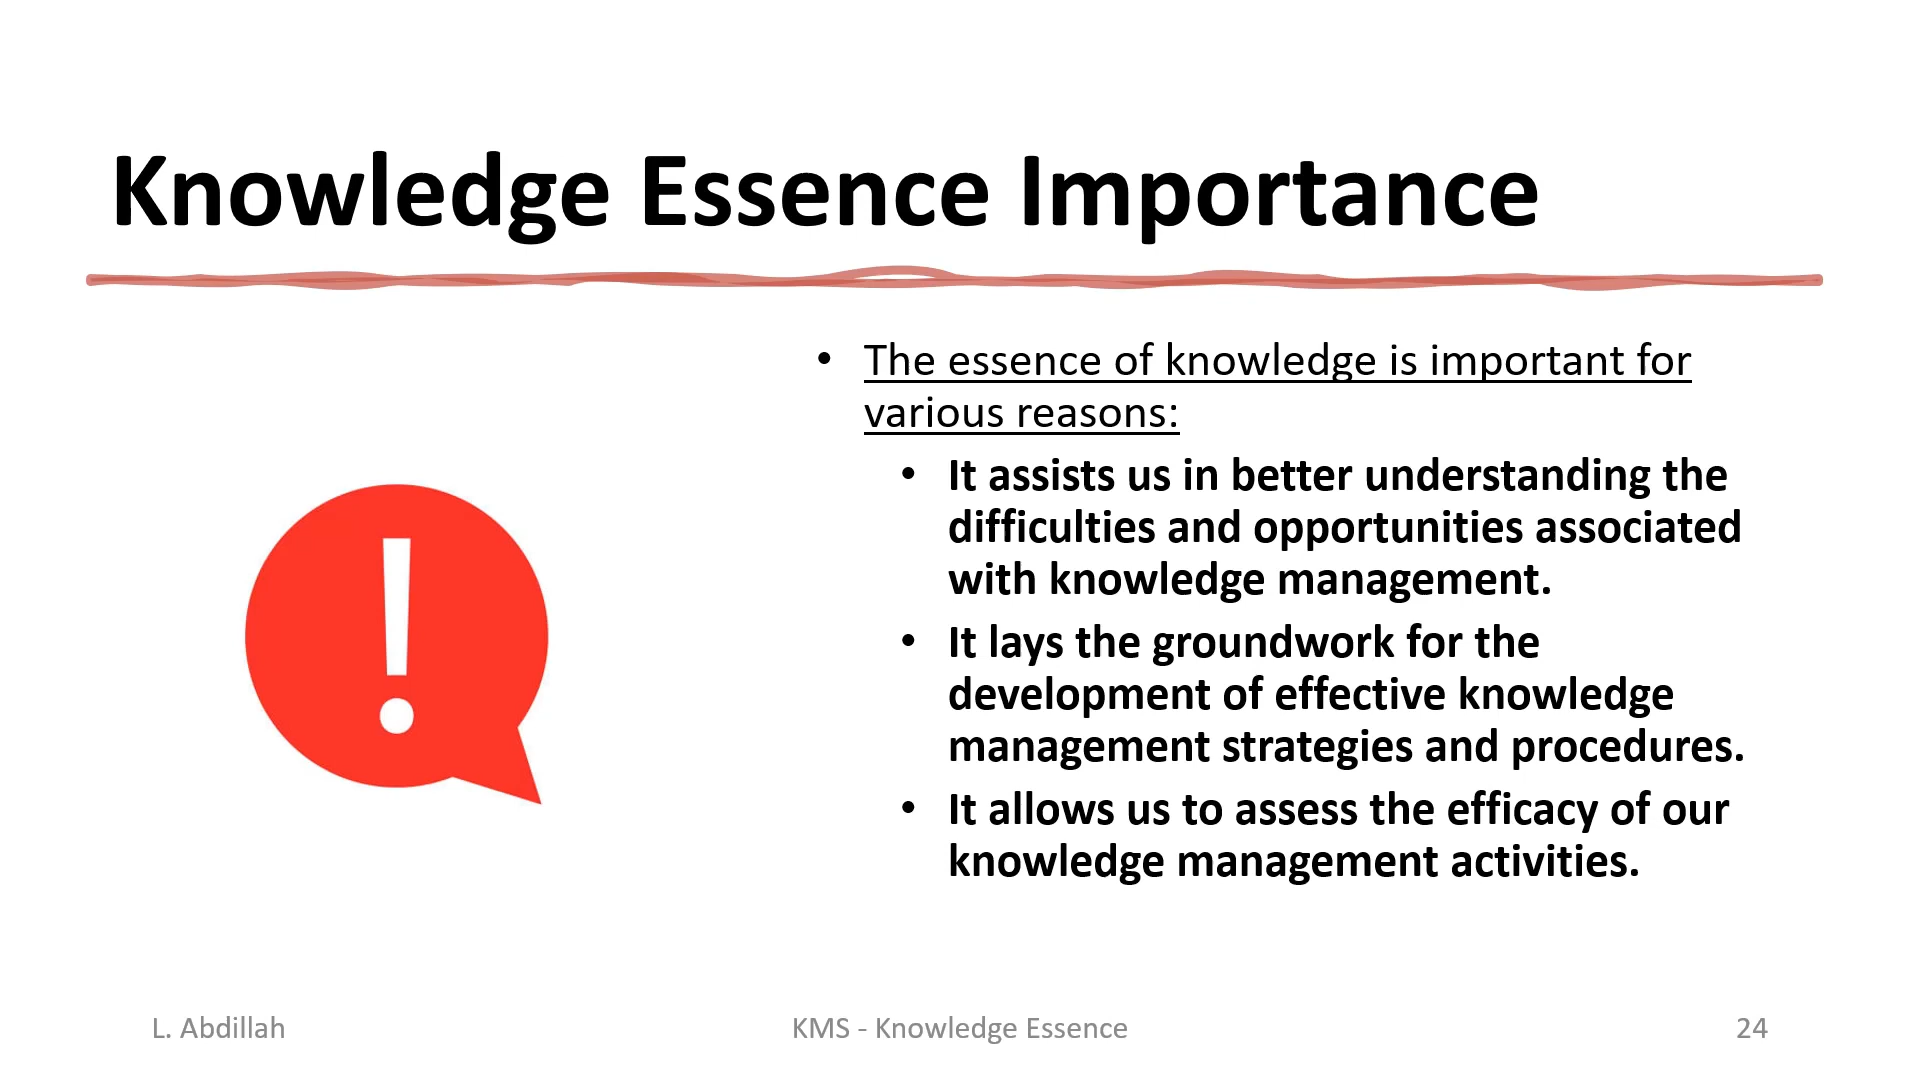 Knowledge Essence Importance
• The essence of knowledge is important for
various reasons:
• It assists us in better understanding the
difficulties and opportunities associated
with knowledge management.
• It lays the groundwork for the
development of effective knowledge
management strategies and procedures.
• It allows us to assess the efficacy of our
knowledge management activities.
!
L. Abdillah
KMS - Knowledge Essence
24